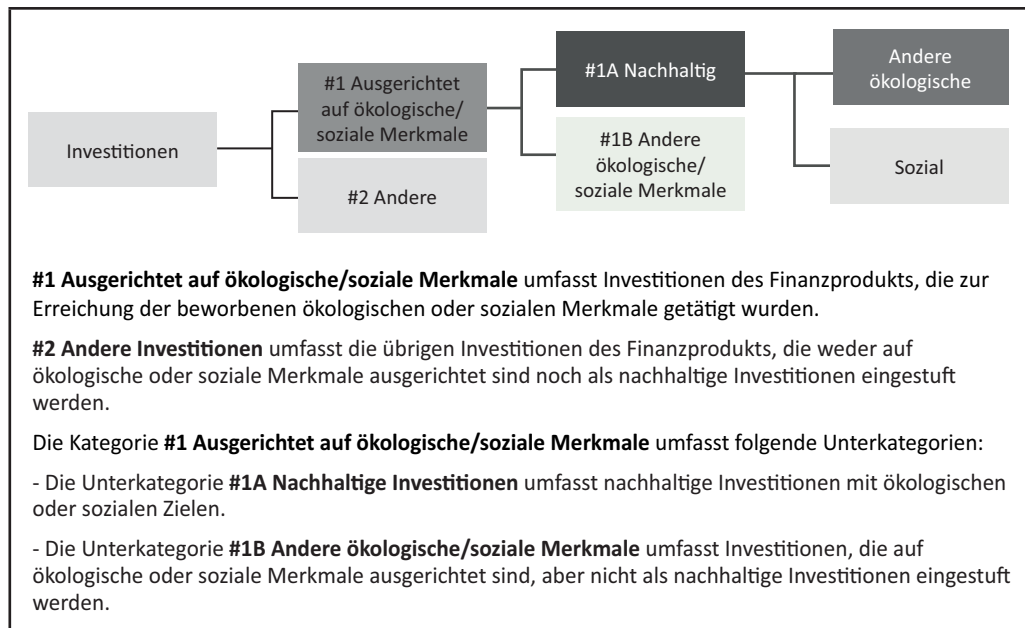 Investitionen
#1 Ausgerichtet
auf ökologische/
soziale Merkmale
#2 Andere
#1A Nachhaltig
#1B Andere
ökologische/
soziale Merkmale
Andere
ökologische
Sozial
#1 Ausgerichtet auf ökologische/soziale Merkmale umfasst Investitionen des Finanzprodukts, die zur
Erreichung der beworbenen ökologischen oder sozialen Merkmale getätigt wurden.
#2 Andere Investitionen umfasst die übrigen Investitionen des Finanzprodukts, die weder auf
ökologische oder soziale Merkmale ausgerichtet sind noch als nachhaltige Investitionen eingestuft
werden.
Die Kategorie #1 Ausgerichtet auf ökologische/soziale Merkmale umfasst folgende Unterkategorien:
- Die Unterkategorie #1A Nachhaltige Investitionen umfasst nachhaltige Investitionen mit ökologischen
oder sozialen Zielen.
- Die Unterkategorie #1B Andere ökologische/soziale Merkmale umfasst Investitionen, die auf
ökologische oder soziale Merkmale ausgerichtet sind, aber nicht als nachhaltige Investitionen eingestuft
werden.